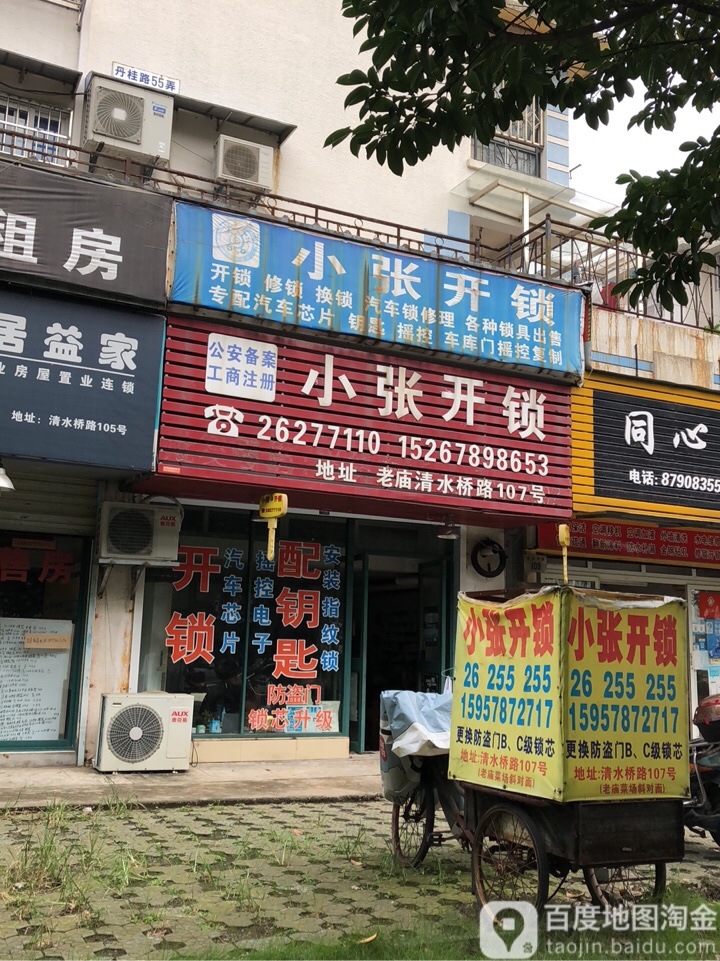 丹桂路55弄
租房
居益家
业房屋置业连锁
地址：清水桥路105号
小张开锁
开锁 修锁 换锁 汽车锁修理 各种锁具出售
专配汽车芯片 钥匙 摇控 车库门摇控复制
公安备案
工商注册
小张开锁
☎26277110 15267898653
地址 老庙清水桥路107号
同心
电话: 8790835
售房
AUX
开锁
汽车芯片
摇控电子
配钥匙
安装指纹锁
防盗门
锁芯升级
AUX
小张开锁
26 255 255
15957872717
更换防盗门B、C级锁芯
地址:清水桥路107号
(老庙菜场斜对面)
小张开锁
26 255 255
15957872717
更换防盗门B、C级锁芯
地址:清水桥路107号
(老庙菜场斜对面)
百度地图淘金
taojin.baidu.com